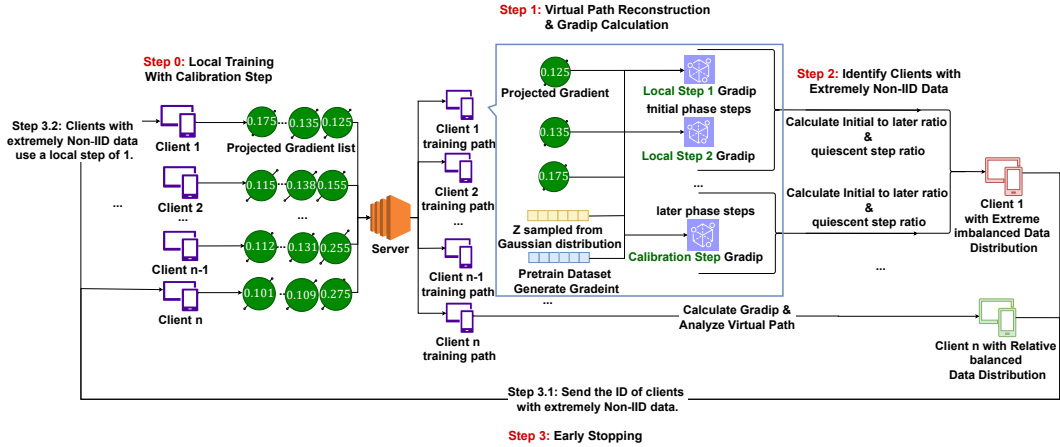 Step 1: Virtual Path Reconstruction
& Gradip Calculation
Step 0: Local Training
With Calibration Step
Step 3.2: Clients with
extremely Non-IID data
use a local step of 1.
Client 1
0.175 ... 0.135 0.125
Projected Gradient list
Client 2
0.115 ... 0.138 0.155
...
...
...
Client n-1
0.112 ... 0.131 0.255
Client n
0.101 ... 0.109 0.275
Server
Client 1
training path
Client 2
training path
...
Client n-1
training path
...
Client n
training path
0.125
Projected Gradient
0.135
0.175
Z sampled from
Gaussian distribution
Pretrain Dataset
Generate Gradeint
Local Step 1 Gradip
Initial phase steps
Local Step 2 Gradip
...
later phase steps
Calibration Step Gradip
Step 2: Identify Clients with
Extremely Non-IID Data
Calculate Initial to later ratio
&
quiescent step ratio
Calculate Initial to later ratio
&
quiescent step ratio
...
Client 1
with Extreme
imbalanced Data
Distribution
Calculate Gradip &
Analyze Virtual Path
Client n with Relative
balanced
Data Distribution
Step 3.1: Send the ID of clients
with extremely Non-IID data.
Step 3: Early Stopping